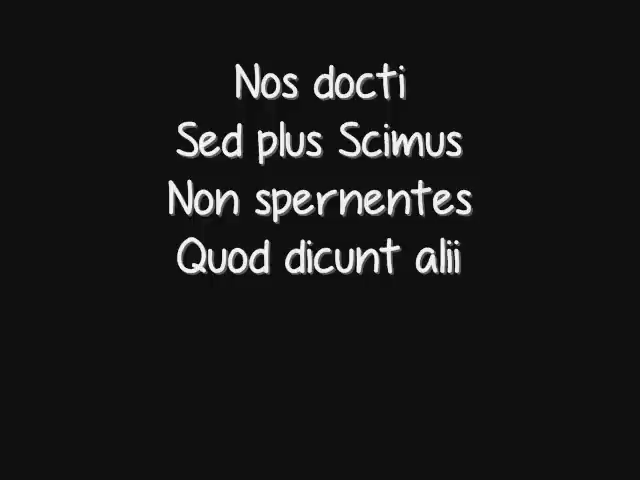 Nos docti
Sed plus Scimus
Non spernentes
Quod dicunt alii